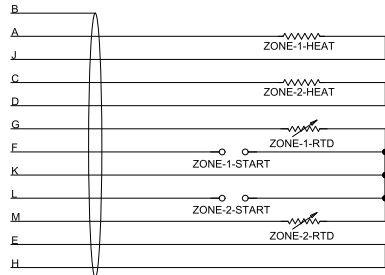 B
A
ZONE-1-HEAT
J
C
ZONE-2-HEAT
D
G
ZONE-1-RTD
F
ZONE-1-START
K
L
ZONE-2-START
M
ZONE-2-RTD
E
H